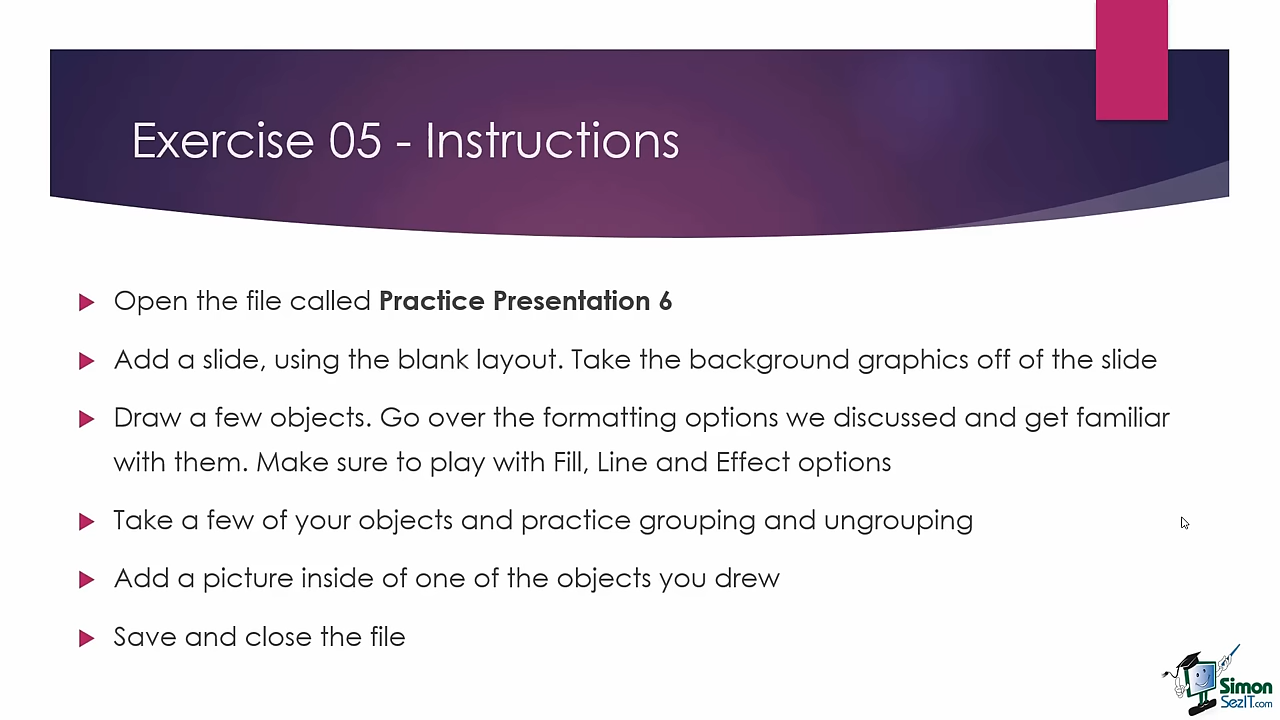 Exercise 05 - Instructions
Open the file called Practice Presentation 6
Add a slide, using the blank layout. Take the background graphics off of the slide
Draw a few objects. Go over the formatting options we discussed and get familiar
with them. Make sure to play with Fill, Line and Effect options
Take a few of your objects and practice grouping and ungrouping
Add a picture inside of one of the objects you drew
Save and close the file
Simon
SezIT.com